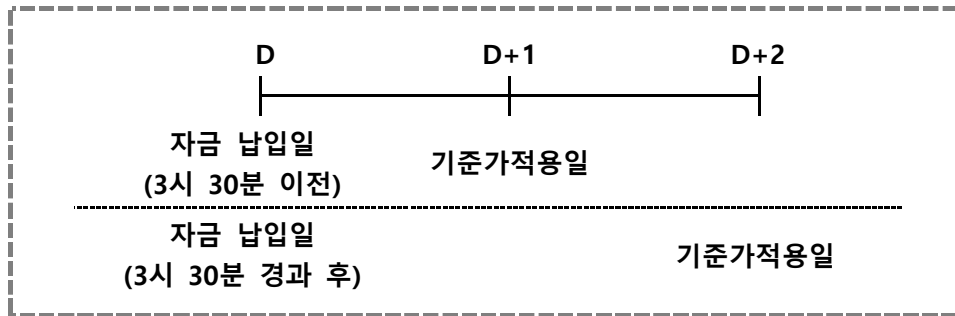 D D+1 D+2
자금 납입일
(3시 30분 이전)
기준가적용일
자금 납입일
(3시 30분 경과 후)
기준가적용일